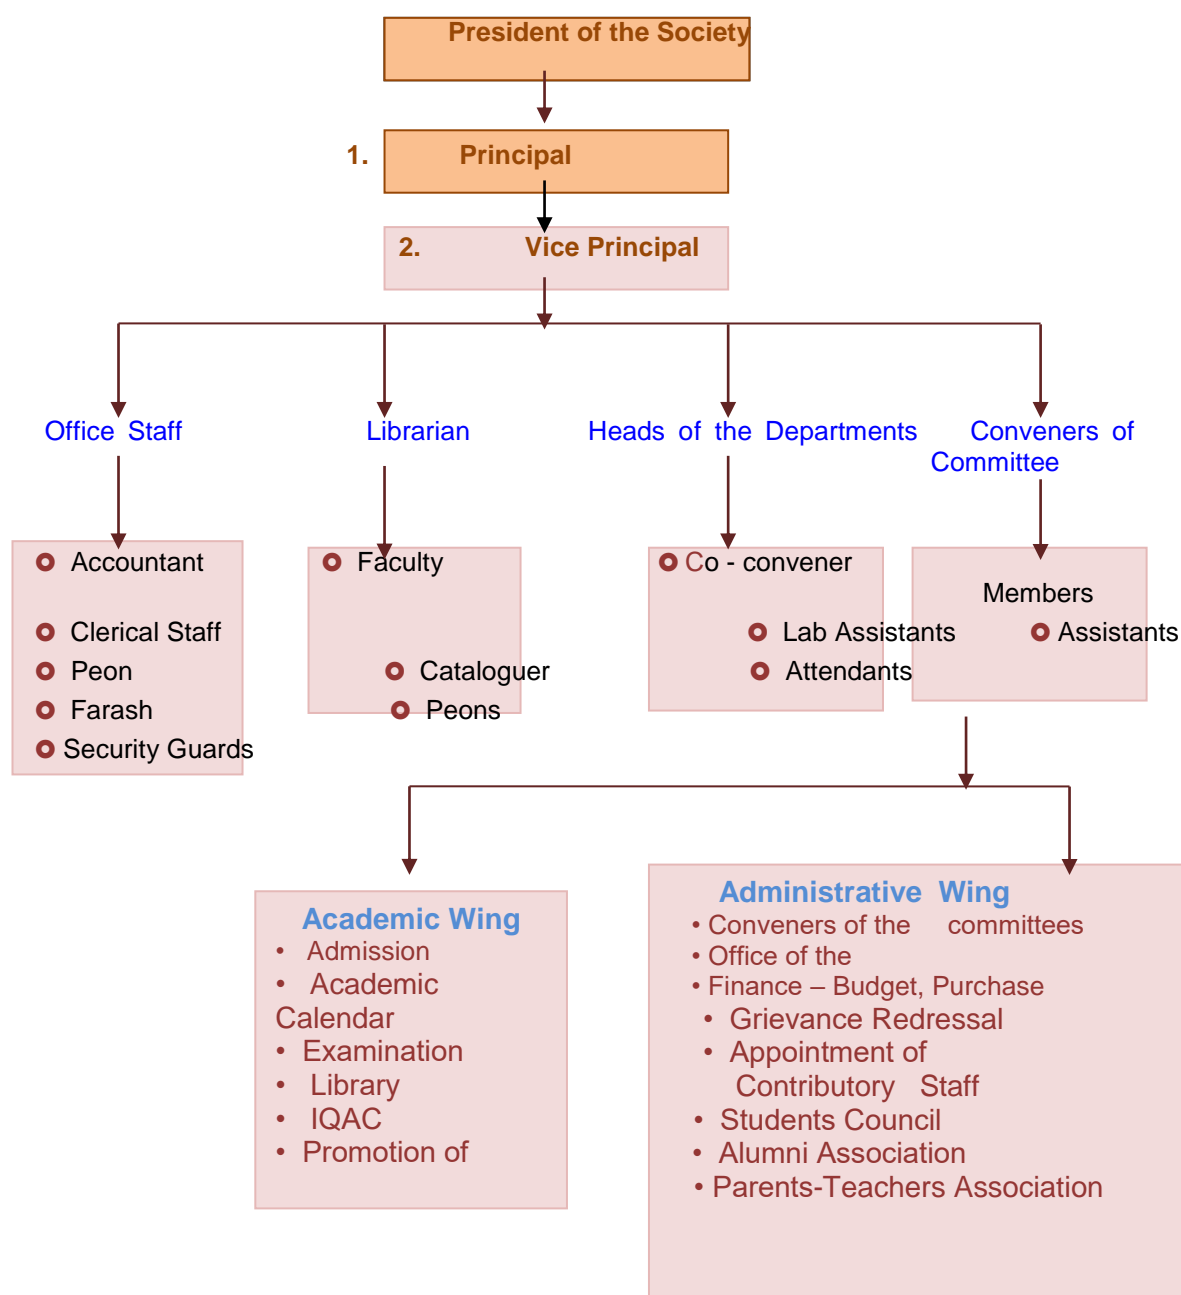 President of the Society
1. Principal
2. Vice Principal
Office Staff
Librarian
Heads of the Departments
Conveners of
Committee
Accountant
Clerical Staff
Peon
Farash
Security Guards
Faculty
Cataloguer
Peons
Co - convener
Lab Assistants
Attendants
Members
Assistants
Academic Wing
• Admission
• Academic
Calendar
• Examination
• Library
• IQAC
• Promotion of
Administrative Wing
• Conveners of the committees
• Office of the
• Finance – Budget, Purchase
• Grievance Redressal
• Appointment of
Contributory Staff
• Students Council
• Alumni Association
• Parents-Teachers Association